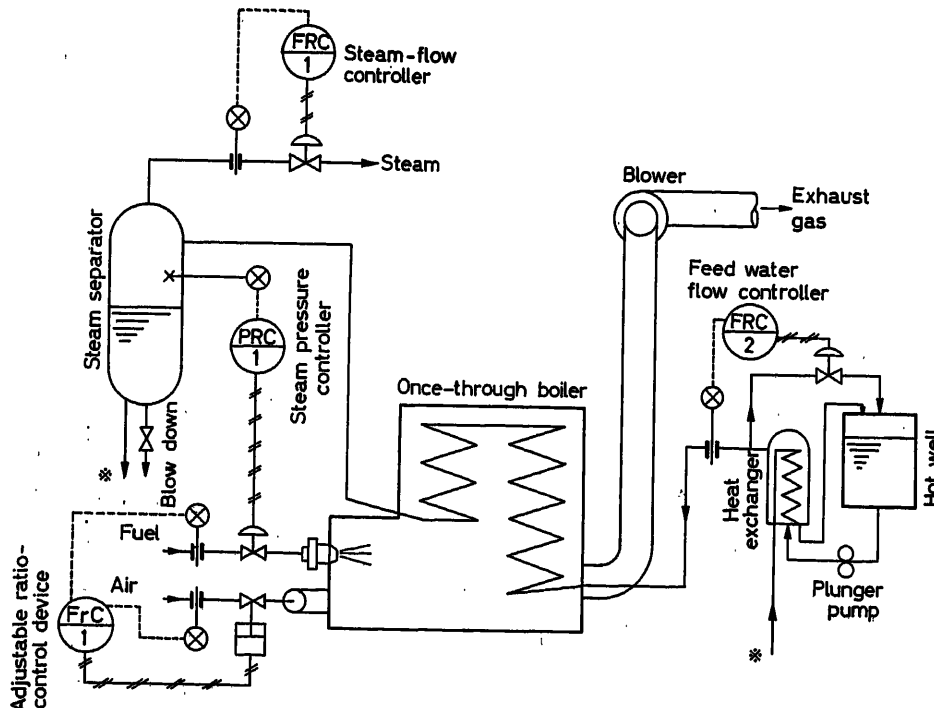 FRC
1
Steam-flow
controller
Steam
Blower
Exhaust
gas
Steam separator
Steam pressure
controller
PRC
1
Feed water
flow controller
FRC
2
Once-through boiler
※
Blow down
Heat
exchanger
Hot well
Fuel
Air
Plunger
pump
※
Adjustable ratio-
control device
FrC
1